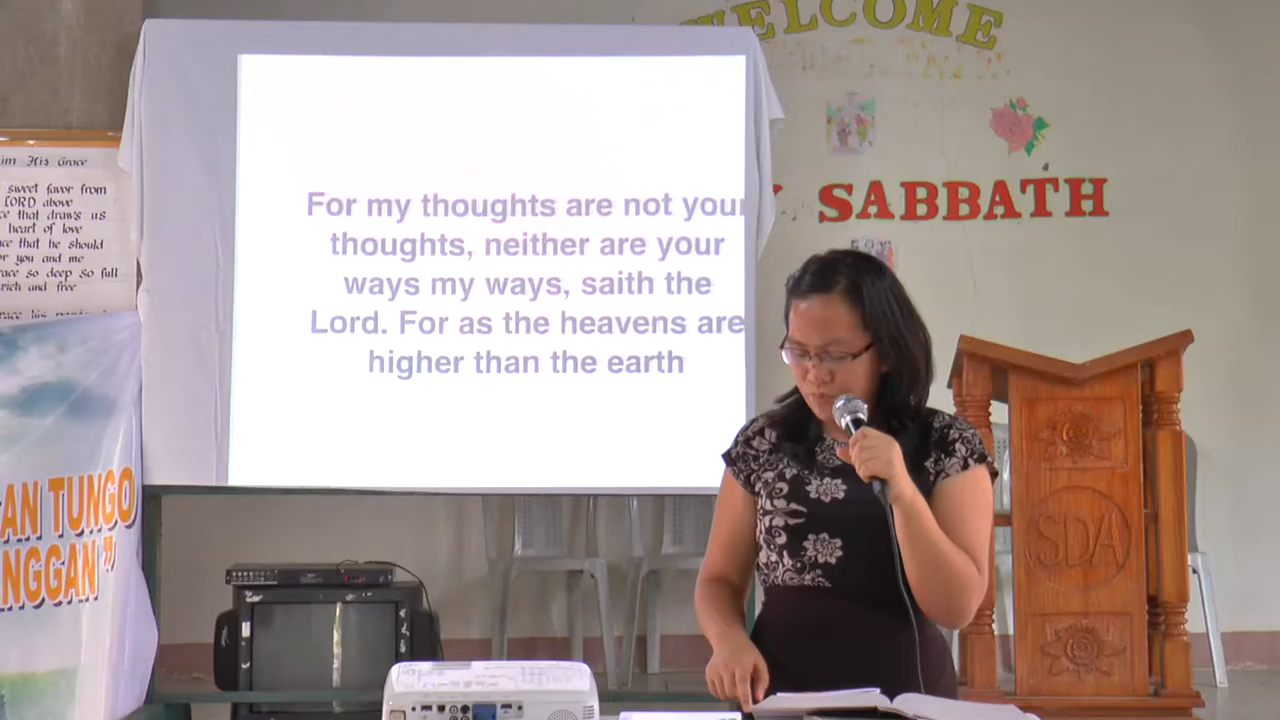 WELCOME
SABBATH
His Grace
sweet favor from
LORD above
that draws us
heart of love
that he should
you and me
so deep so full
rich and free
For my thoughts are not your
thoughts, neither are your
ways my ways, saith the
Lord. For as the heavens are
higher than the earth
TUNGO
SDA